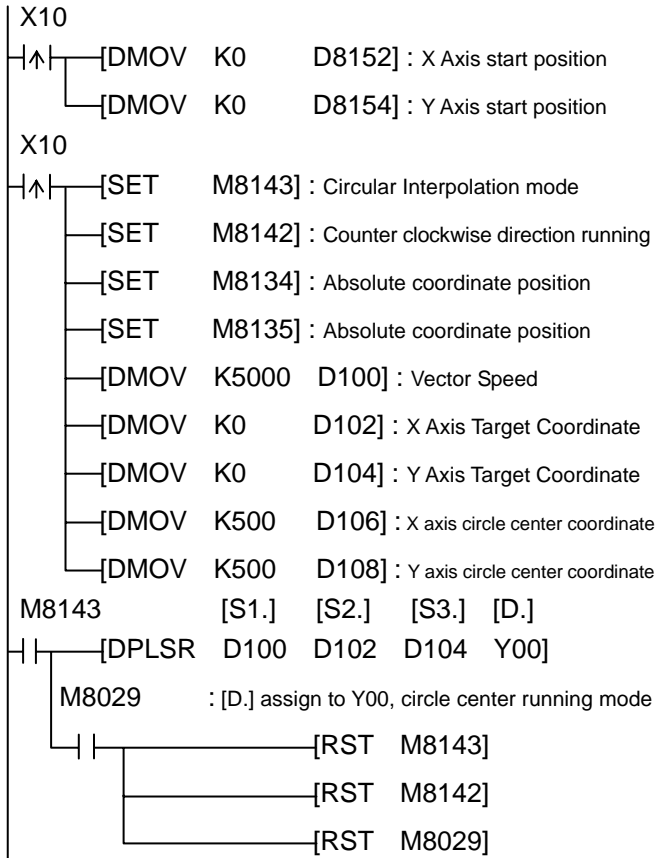 X10
[DMOV K0 D8152] : X Axis start position
[DMOV K0 D8154] : Y Axis start position
X10
[SET M8143] : Circular Interpolation mode
[SET M8142] : Counter clockwise direction running
[SET M8134] : Absolute coordinate position
[SET M8135] : Absolute coordinate position
[DMOV K5000 D100] : Vector Speed
[DMOV K0 D102] : X Axis Target Coordinate
[DMOV K0 D104] : Y Axis Target Coordinate
[DMOV K500 D106] : X axis circle center coordinate
[DMOV K500 D108] : Y axis circle center coordinate
M8143 [S1.] [S2.] [S3.] [D.]
[DPLSR D100 D102 D104 Y00]
M8029 : [D.] assign to Y00, circle center running mode
[RST M8143]
[RST M8142]
[RST M8029]